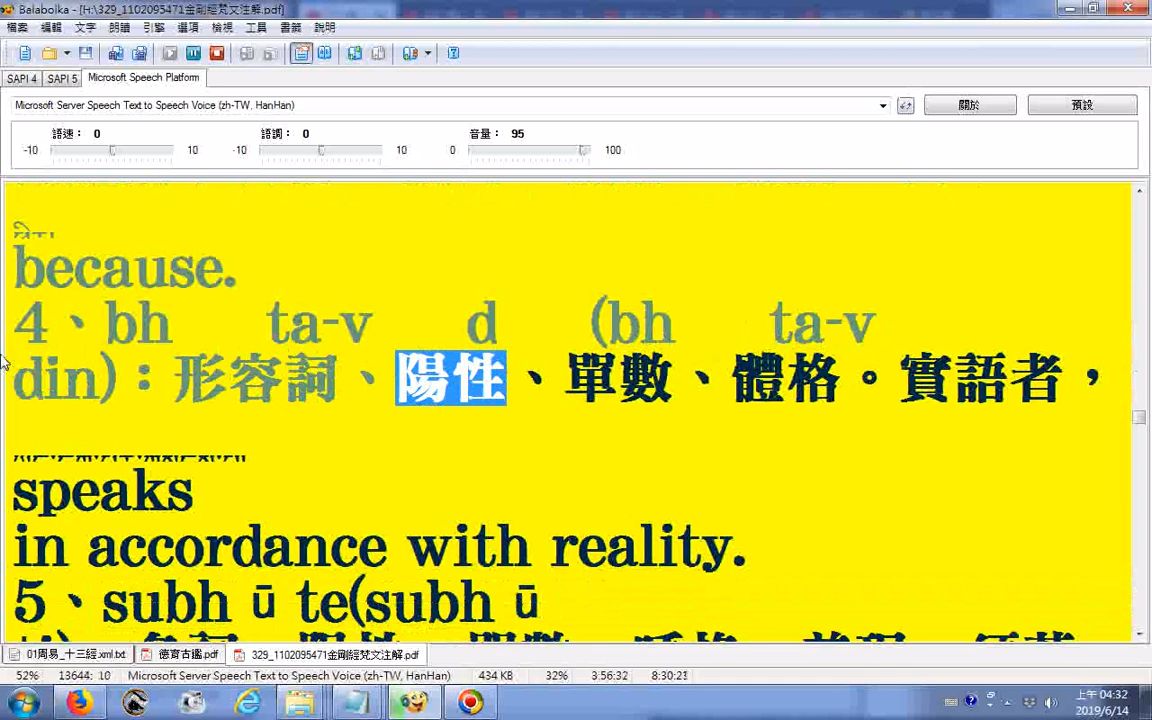 Balabolka - [H:\329_1102095471金剛經梵文注解.pdf]
檔案 編輯 文字 朗讀 引擎 選項 檢視 工具 書籤 說明
SAPI 4 SAPI 5 Microsoft Speech Platform
Microsoft Server Speech Text to Speech Voice (zh-TW, HanHan) 關於 預設
語速： 0 語調： 0 音量： 95
-10 10 -10 10 0 100
because.
4、bh ta-v d (bh ta-v
din)：形容詞、陽性、單數、體格。實語者，
speaks
in accordance with reality.
5、subh ū te(subh ū
01周易_十三經.xml.txt 德育古鑑.pdf 329_1102095471金剛經梵文注解.pdf
52% 13644: 10 Microsoft Server Speech Text to Speech Voice (zh-TW, HanHan) 434 KB 32% 3:56:32 8:30:21
上午 04:32
2019/6/14